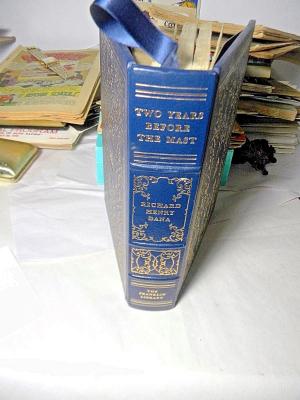 TWO YEARS
BEFORE
THE MAST
RICHARD
HENRY
DANA
THE
FRANKLIN
LIBRARY